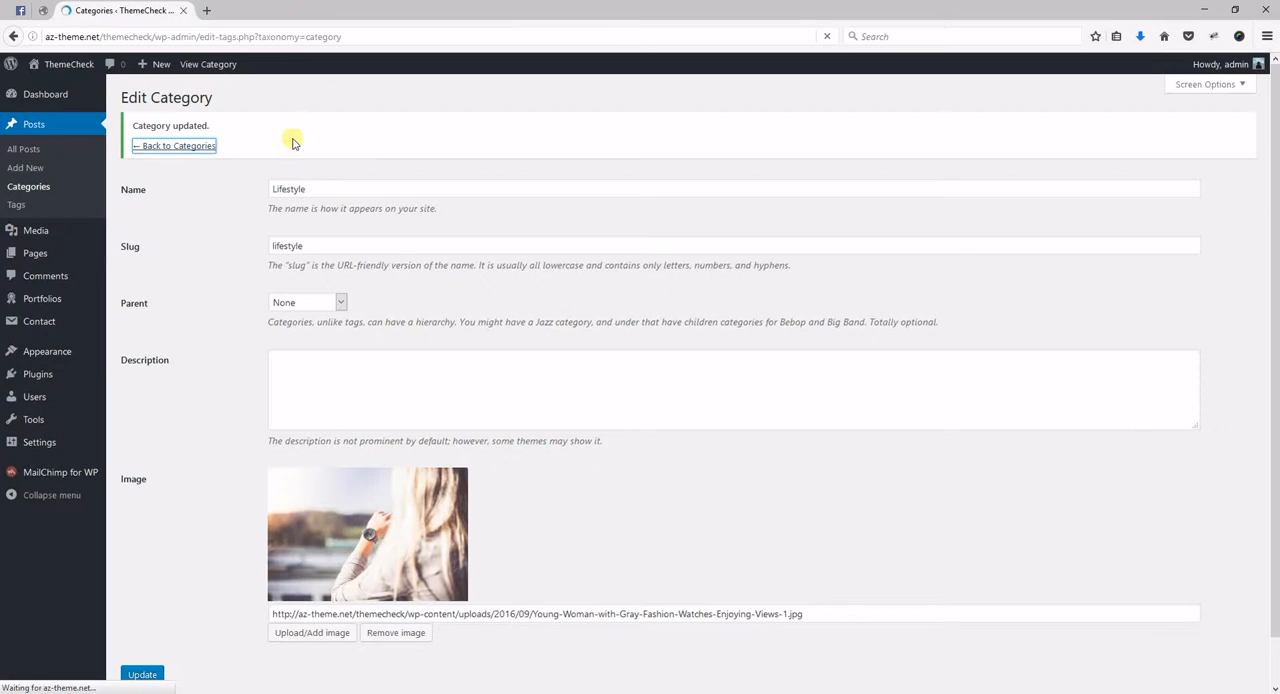 Categories ‹ ThemeCheck ...
az-theme.net/themecheck/wp-admin/edit-tags.php?taxonomy=category
Search
ThemeCheck
0
New
View Category
Howdy, admin
Screen Options
Dashboard
Posts
All Posts
Add New
Categories
Tags
Media
Pages
Comments
Portfolios
Contact
Appearance
Plugins
Users
Tools
Settings
MailChimp for WP
Collapse menu
Edit Category
Category updated.
← Back to Categories
Name
Lifestyle
The name is how it appears on your site.
Slug
lifestyle
The "slug" is the URL-friendly version of the name. It is usually all lowercase and contains only letters, numbers, and hyphens.
Parent
None
Categories, unlike tags, can have a hierarchy. You might have a Jazz category, and under that have children categories for Bebop and Big Band. Totally optional.
Description
The description is not prominent by default; however, some themes may show it.
Image
http://az-theme.net/themecheck/wp-content/uploads/2016/09/Young-Woman-with-Gray-Fashion-Watches-Enjoying-Views-1.jpg
Upload/Add image
Remove image
Update
Waiting for az-theme.net...